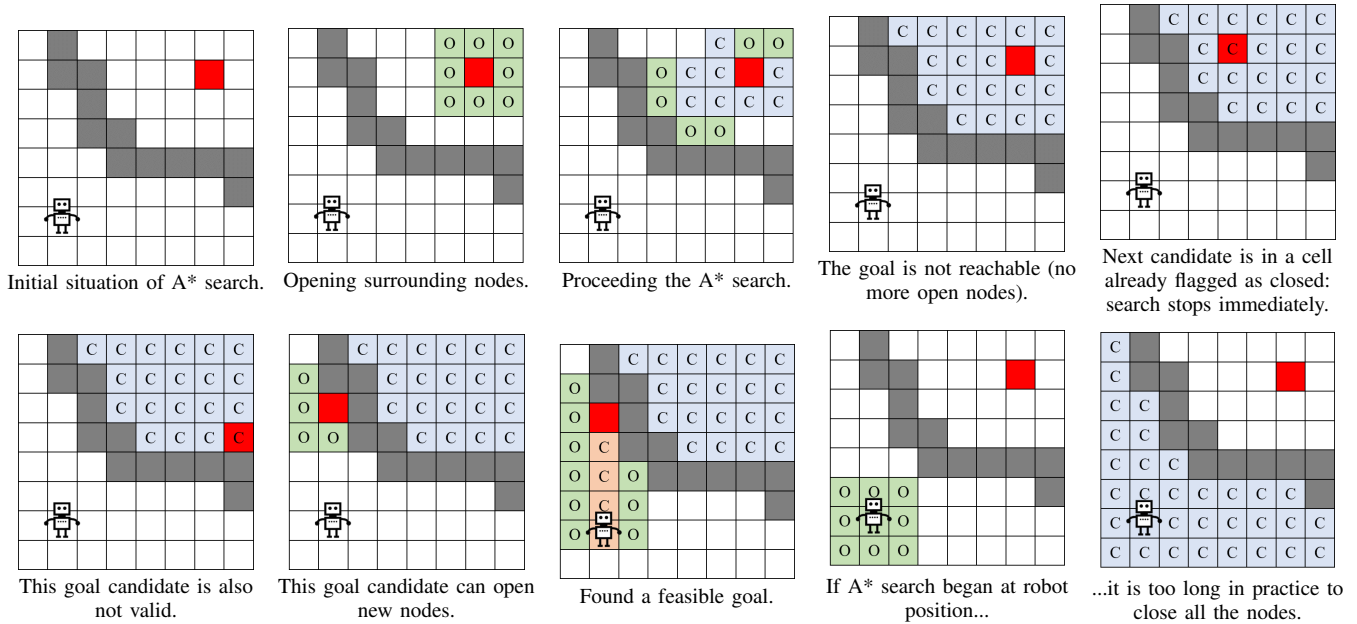 Initial situation of A* search.
O O O
O O
O O O
Opening surrounding nodes.
C O O
O C C C
O C C C C
O O
Proceeding the A* search.
C C C C C C
C C C C
C C C C C
C C C C
The goal is not reachable (no
more open nodes).
C C C C C C
C C C C C
C C C C C
C C C C
Next candidate is in a cell
already flagged as closed:
search stops immediately.
C C C C C C
C C C C C
C C C C C
C C C C
This goal candidate is also
not valid.
C C C C C C
O C C C C C
O C C C C C
O O C C C C
This goal candidate can open
new nodes.
C C C C C C
O C C C C C
O C C C C C
O C C C C C
O C O
O C O
O O
Found a feasible goal.
O O O
O O
O O O
If A* search began at robot
position...
C
C
C C
C C
C C C
C C C C C C C
C C C C C C C
C C C C C C C C
...it is too long in practice to
close all the nodes.